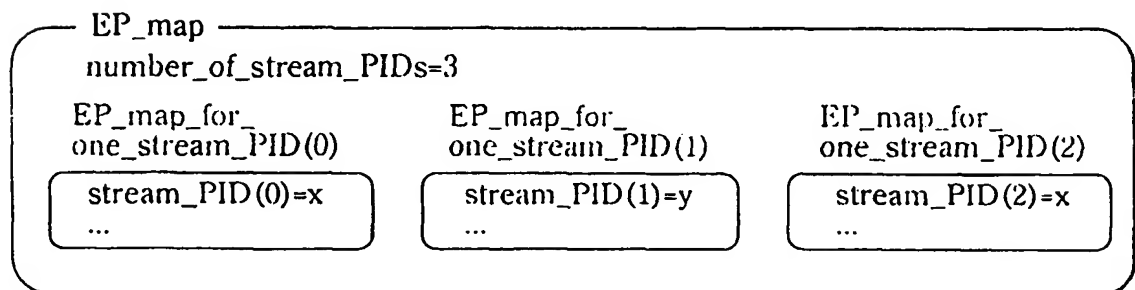 EP_map
number_of_stream_PIDs=3
EP_map_for_
one_stream_PID(0)
stream_PID(0)=x
...
EP_map_for_
one_stream_PID(1)
stream_PID(1)=y
...
EP_map_for_
one_stream_PID(2)
stream_PID(2)=x
...